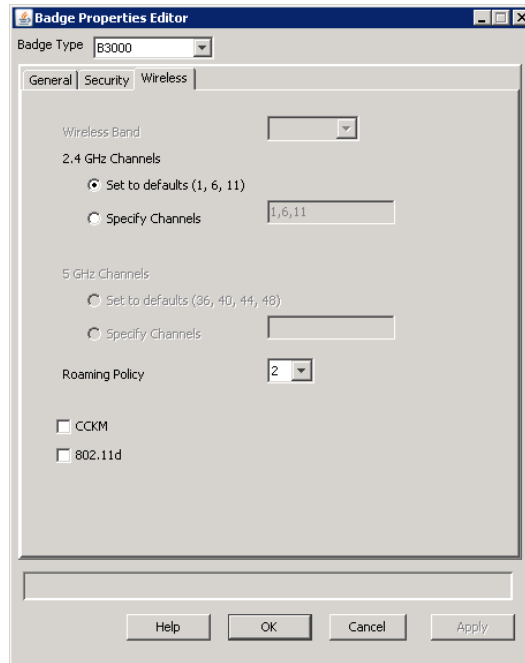 Badge Properties Editor
Badge Type B3000
General Security Wireless
Wireless Band
2.4 GHz Channels
Set to defaults (1, 6, 11)
Specify Channels 1,6,11
5 GHz Channels
Set to defaults (36, 40, 44, 48)
Specify Channels
Roaming Policy 2
CCKM
802.11d
Help OK Cancel Apply